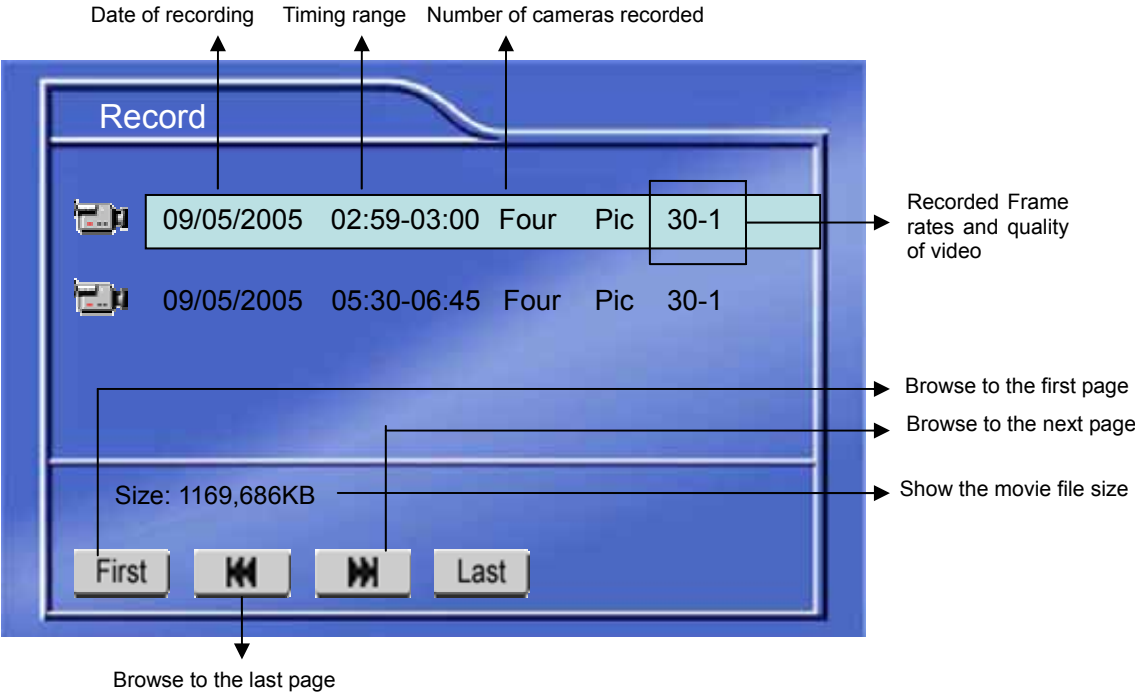 Date of recording Timing range Number of cameras recorded
Record
09/05/2005 02:59-03:00 Four Pic 30-1
Recorded Frame
rates and quality
of video
09/05/2005 05:30-06:45 Four Pic 30-1
Browse to the first page
Browse to the next page
Size: 1169,686KB
Show the movie file size
First Last
Browse to the last page